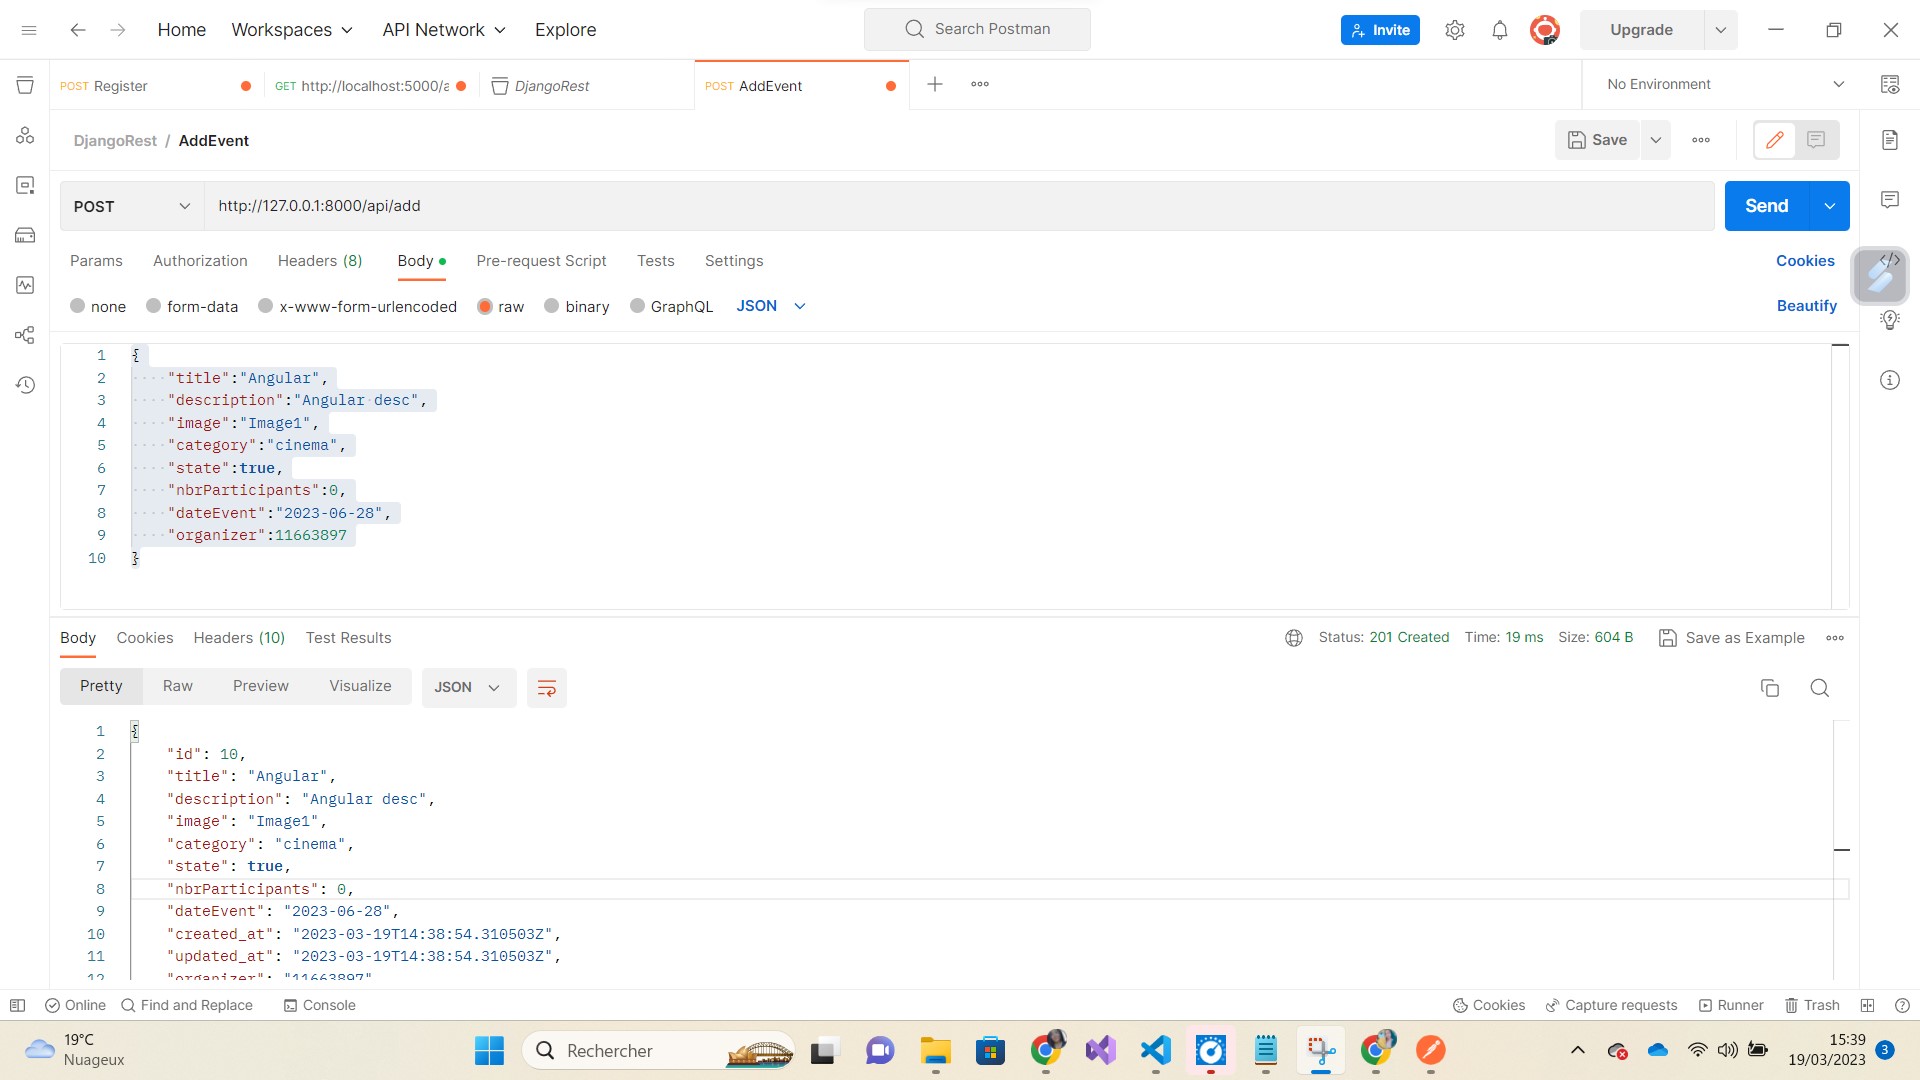 Home Workspaces API Network Explore Search Postman Invite Upgrade
POST Register GET http://localhost:5000/a DjangoRest POST AddEvent No Environment
DjangoRest / AddEvent Save
POST http://127.0.0.1:8000/api/add Send
Params Authorization Headers (8) Body Pre-request Script Tests Settings Cookies
none form-data x-www-form-urlencoded raw binary GraphQL JSON Beautify
1 {
2 "title":"Angular",
3 "description":"Angular desc",
4 "image":"Image1",
5 "category":"cinema",
6 "state":true,
7 "nbrParticipants":0,
8 "dateEvent":"2023-06-28",
9 "organizer":11663897
10 }
Body Cookies Headers (10) Test Results Status: 201 Created Time: 19 ms Size: 604 B Save as Example
Pretty Raw Preview Visualize JSON
1 {
2 "id": 10,
3 "title": "Angular",
4 "description": "Angular desc",
5 "image": "Image1",
6 "category": "cinema",
7 "state": true,
8 "nbrParticipants": 0,
9 "dateEvent": "2023-06-28",
10 "created_at": "2023-03-19T14:38:54.310503Z",
11 "updated_at": "2023-03-19T14:38:54.310503Z",
12 "organizer": "11663897"
Online Find and Replace Console Cookies Capture requests Runner Trash
19°C
Nuageux
Rechercher
15:39
19/03/2023 3